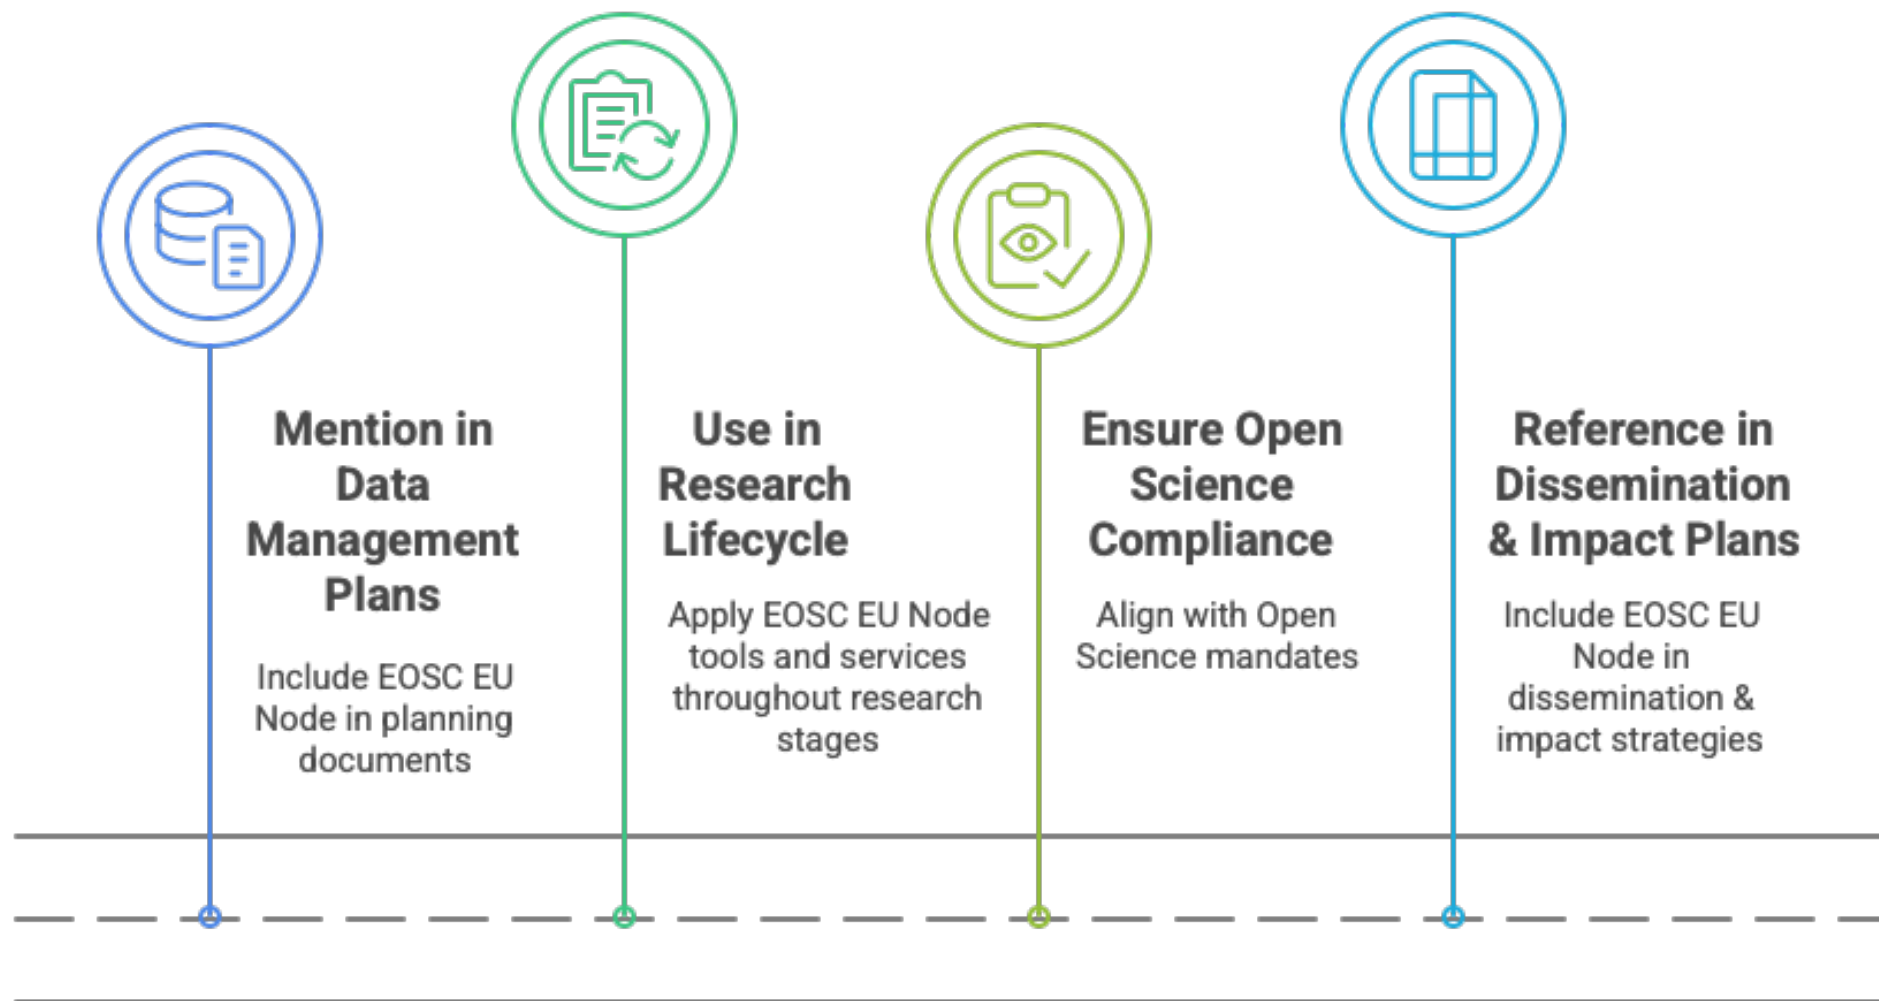 Mention in
Data
Management
Plans
Include EOSC EU
Node in planning
documents
Use in
Research
Lifecycle
Apply EOSC EU Node
tools and services
throughout research
stages
Ensure Open
Science
Compliance
Align with Open
Science mandates
Reference in
Dissemination
& Impact Plans
Include EOSC EU
Node in
dissemination &
impact strategies